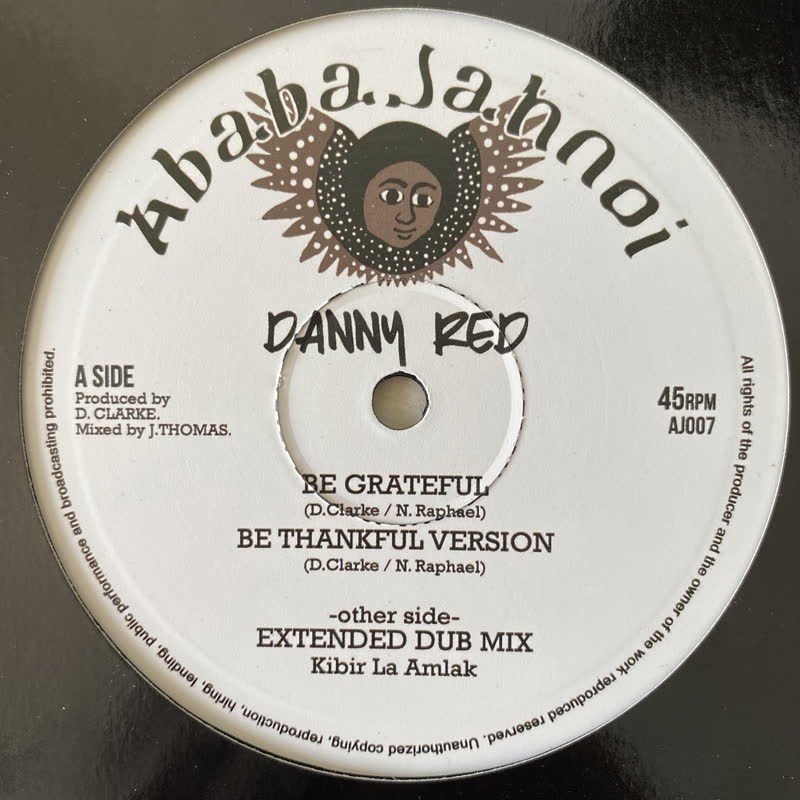 Ababa Jahnoi
DANNY RED
A SIDE
Produced by
D. CLARKE.
Mixed by J.THOMAS.
45RPM
AJ007
BE GRATEFUL
(D.Clarke / N. Raphael)
BE THANKFUL VERSION
(D.Clarke / N. Raphael)
-other side-
EXTENDED DUB MIX
Kibir La Amlak
All rights of the producer and the owner of the work reproduced reserved. Unauthorized copying, reproduction, hiring, lending, public performance and broadcasting prohibited.